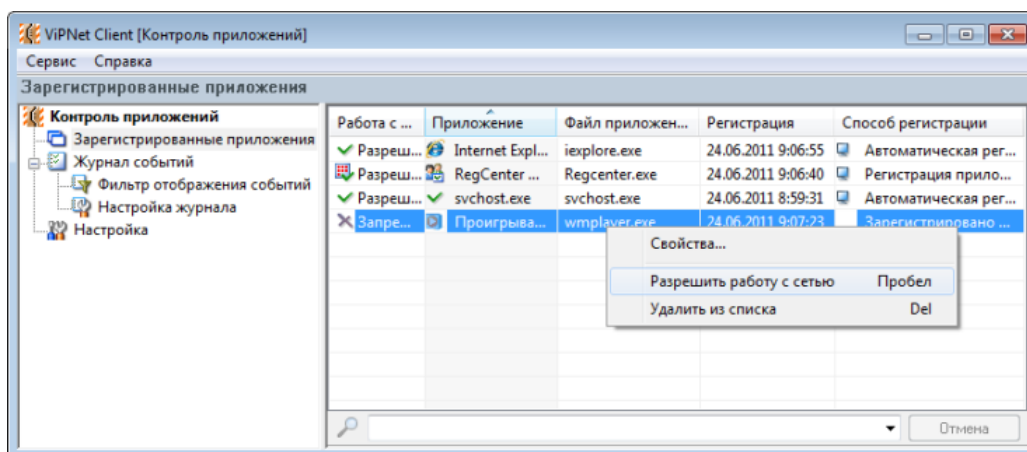 ViPNet Client [Контроль приложений]
Сервис Справка
Зарегистрированные приложения
Контроль приложений
Зарегистрированные приложения
Журнал событий
Фильтр отображения событий
Настройка журнала
Настройка
Работа с ... Приложение Файл приложен... Регистрация Способ регистрации
Разреш... Internet Expl... iexplore.exe 24.06.2011 9:06:55 Автоматическая рег...
Разреш... RegCenter ... Regcenter.exe 24.06.2011 9:06:40 Регистрация прило...
Разреш... svchost.exe svchost.exe 24.06.2011 8:59:31 Автоматическая рег...
Запре... Проигрыва... wmplayer.exe 24.06.2011 9:07:23 Зарегистрировано ...
Свойства...
Разрешить работу с сетью Пробел
Удалить из списка Del
Отмена